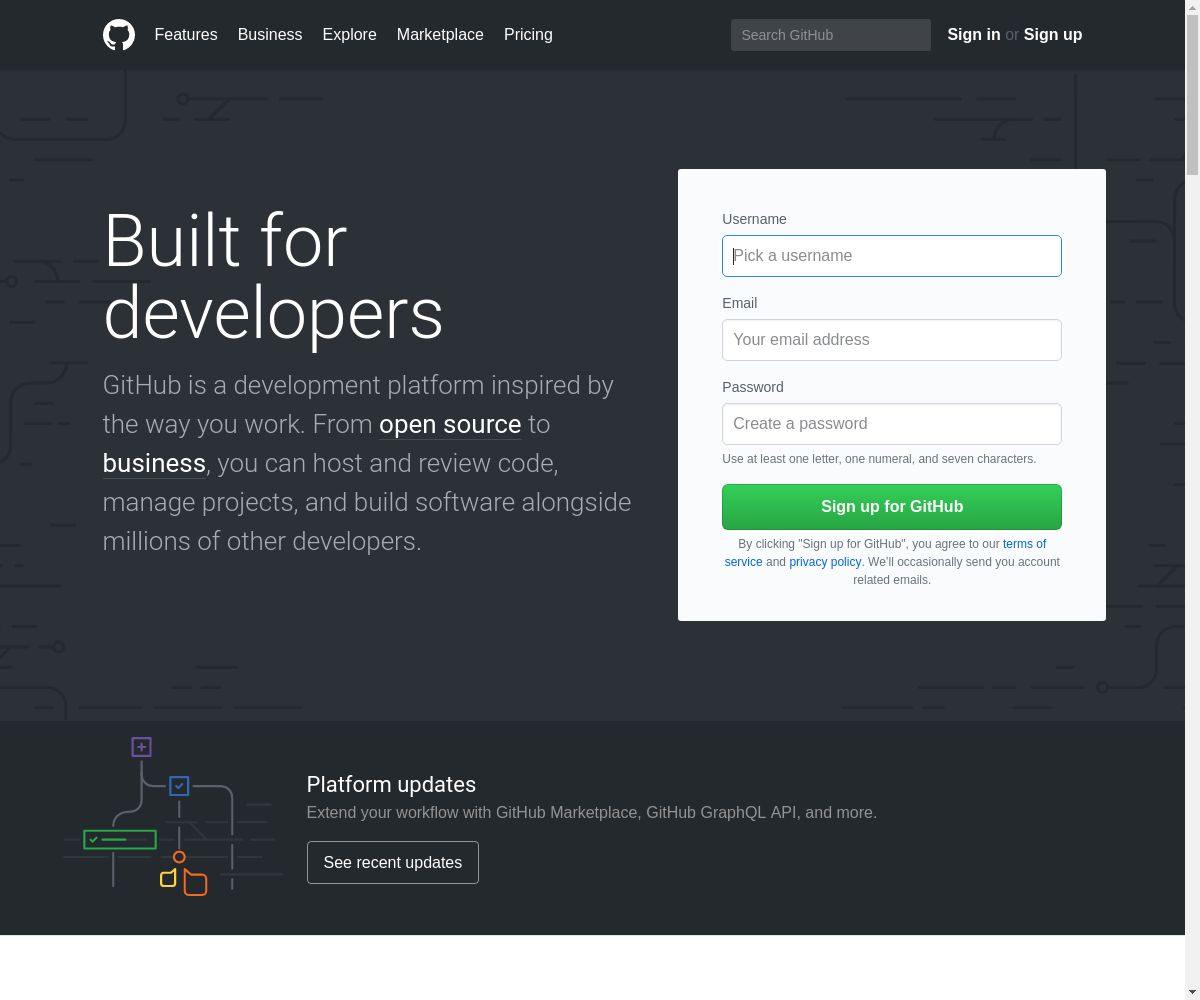 Features Business Explore Marketplace Pricing Search GitHub Sign in or Sign up
Built for
developers
GitHub is a development platform inspired by
the way you work. From open source to
business, you can host and review code,
manage projects, and build software alongside
millions of other developers.
Username
Pick a username
Email
Your email address
Password
Create a password
Use at least one letter, one numeral, and seven characters.
Sign up for GitHub
By clicking "Sign up for GitHub", you agree to our terms of
service and privacy policy. We’ll occasionally send you account
related emails.
Platform updates
Extend your workflow with GitHub Marketplace, GitHub GraphQL API, and more.
See recent updates